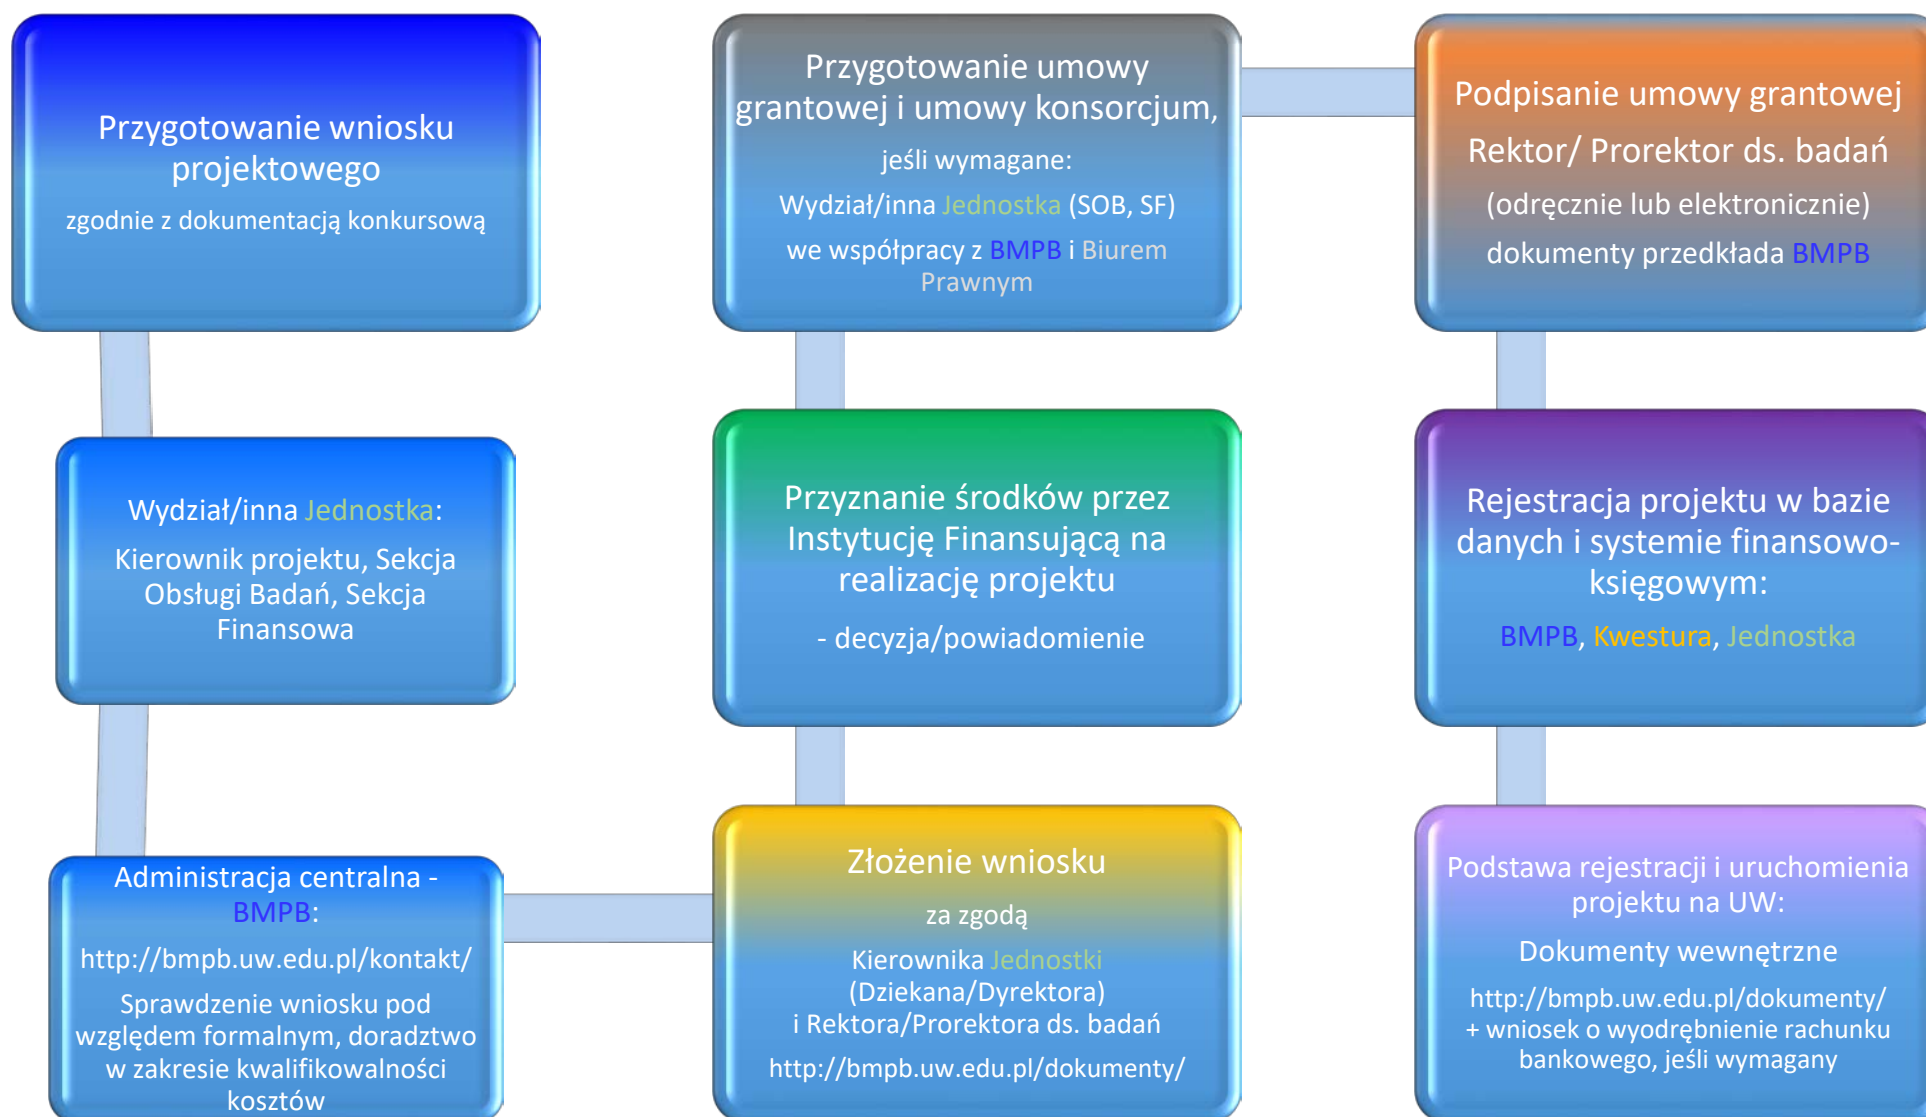 Przygotowanie wniosku
projektowego
zgodnie z dokumentacją konkursową
Wydział/inna Jednostka:
Kierownik projektu, Sekcja
Obsługi Badań, Sekcja
Finansowa
Administracja centralna -
BMPB:
http://bmpb.uw.edu.pl/kontakt/
Sprawdzenie wniosku pod
względem formalnym, doradztwo
w zakresie kwalifikowalności
kosztów
Złożenie wniosku
za zgodą
Kierownika Jednostki
(Dziekana/Dyrektora)
i Rektora/Prorektora ds. badań
http://bmpb.uw.edu.pl/dokumenty/
Przyznanie środków przez
Instytucję Finansującą na
realizację projektu
- decyzja/powiadomienie
Przygotowanie umowy
grantowej i umowy konsorcjum,
jeśli wymagane:
Wydział/inna Jednostka (SOB, SF)
we współpracy z BMPB i Biurem
Prawnym
Podpisanie umowy grantowej
Rektor/ Prorektor ds. badań
(odręcznie lub elektronicznie)
dokumenty przedkłada BMPB
Rejestracja projektu w bazie
danych i systemie finansowo-
księgowym:
BMPB, Kwestura, Jednostka
Podstawa rejestracji i uruchomienia
projektu na UW:
Dokumenty wewnętrzne
http://bmpb.uw.edu.pl/dokumenty/
+ wniosek o wyodrębnienie rachunku
bankowego, jeśli wymagany